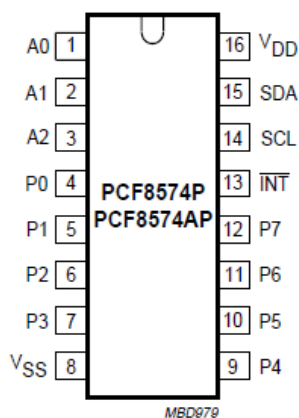 A0 1 16 VDD
A1 2 15 SDA
A2 3 14 SCL
P0 4 13 INT
PCF8574P
P1 5 PCF8574AP 12 P7
P2 6 11 P6
P3 7 10 P5
VSS 8 9 P4
MBD979